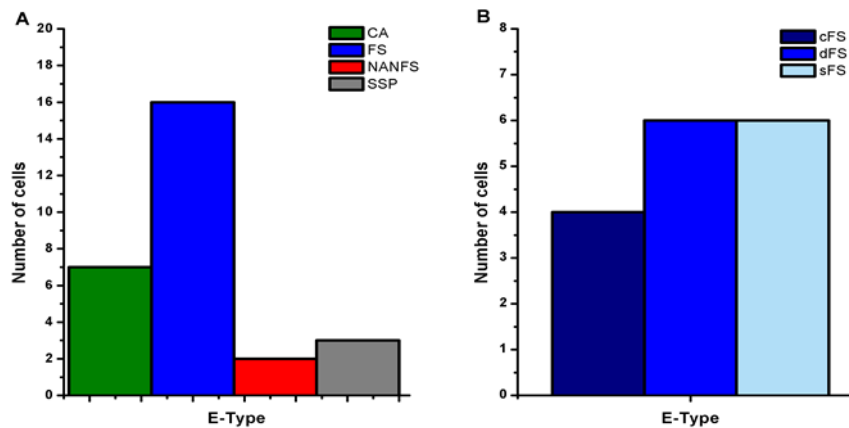 A
CA
FS
NANFS
SSP
20
18
16
14
12
10
8
6
4
2
0
Number of cells
E-Type
B
cFS
dFS
sFS
8
7
6
5
4
3
2
1
0
Number of cells
E-Type